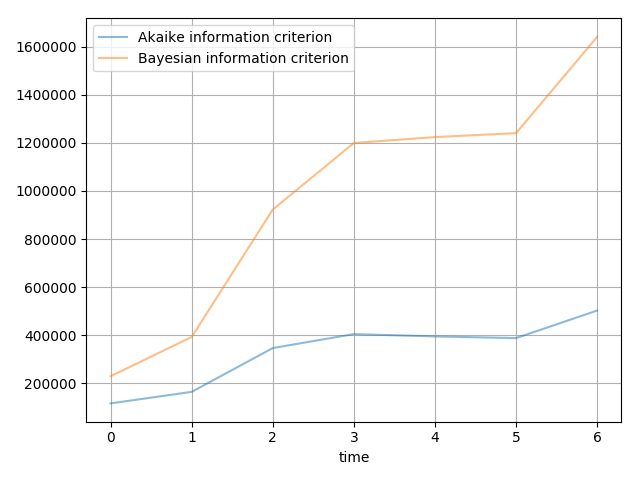 Akaike information criterion
Bayesian information criterion
1600000
1400000
1200000
1000000
800000
600000
400000
200000
0 1 2 3 4 5 6
time